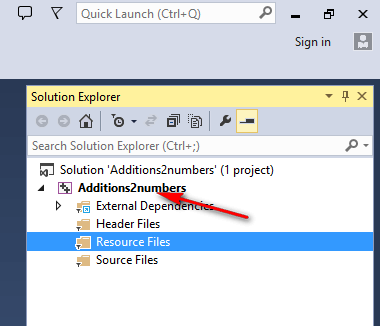 Quick Launch (Ctrl+Q)
Sign in
Solution Explorer
Search Solution Explorer (Ctrl+;)
Solution 'Additions2numbers' (1 project)
Additions2numbers
External Dependencies
Header Files
Resource Files
Source Files